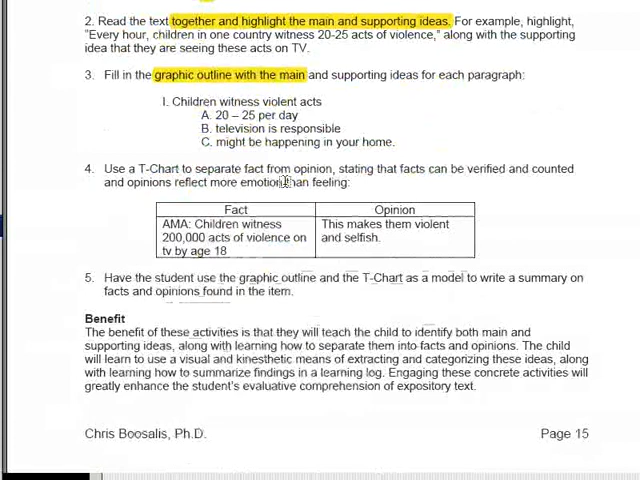 2. Read the text together and highlight the main and supporting ideas. For example, highlight,
"Every hour, children in one country witness 20-25 acts of violence," along with the supporting
idea that they are seeing these acts on TV.
3. Fill in the graphic outline with the main and supporting ideas for each paragraph:
I. Children witness violent acts
A. 20 – 25 per day
B. television is responsible
C. might be happening in your home.
4. Use a T-Chart to separate fact from opinion, stating that facts can be verified and counted
and opinions reflect more emotion than feeling:
Fact Opinion
AMA: Children witness This makes them violent
200,000 acts of violence on and selfish.
tv by age 18
5. Have the student use the graphic outline and the T-Chart as a model to write a summary on
facts and opinions found in the item.
Benefit
The benefit of these activities is that they will teach the child to identify both main and
supporting ideas, along with learning how to separate them into facts and opinions. The child
will learn to use a visual and kinesthetic means of extracting and categorizing these ideas, along
with learning how to summarize findings in a learning log. Engaging these concrete activities will
greatly enhance the student's evaluative comprehension of expository text.
Chris Boosalis, Ph.D. Page 15